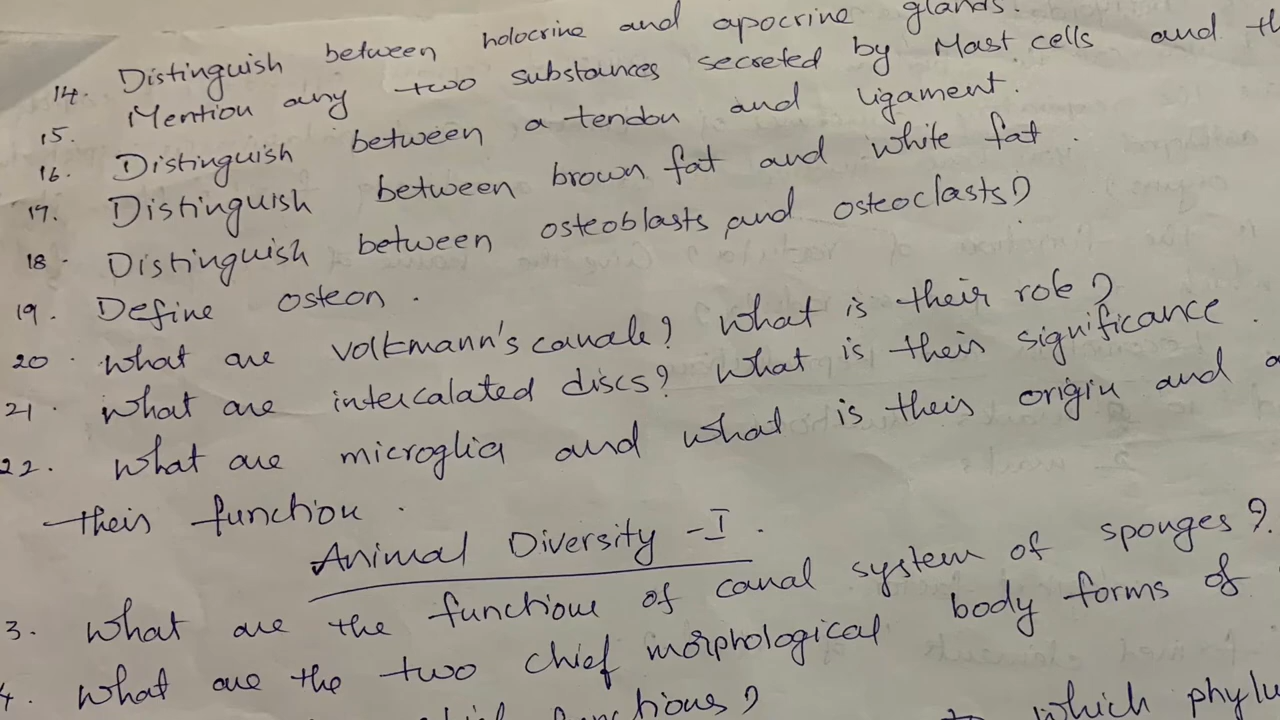 14. Distinguish between holocrine and apocrine glands.
15. Mention any two substances secreted by Mast cells and
16. Distinguish between a tendon and ligament.
17. Distinguish between brown fat and white fat.
18. Distinguish between osteoblasts and osteoclasts?
19. Define osteon.
20. What are Volkmann's canals? What is their role?
21. What are intercalated discs? What is their significance.
22. What are microglia and what is their origin and
their function.
Animal Diversity - I.
3. What are the functions of canal system of sponges?
4. What are the two chief morphological body forms of
functions?
which